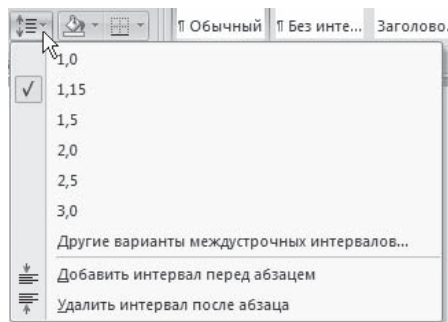 ¶ Обычный ¶ Без инте... Заголово.
1,0
1,15
1,5
2,0
2,5
3,0
Другие варианты междустрочных интервалов...
Добавить интервал перед абзацем
Удалить интервал после абзаца